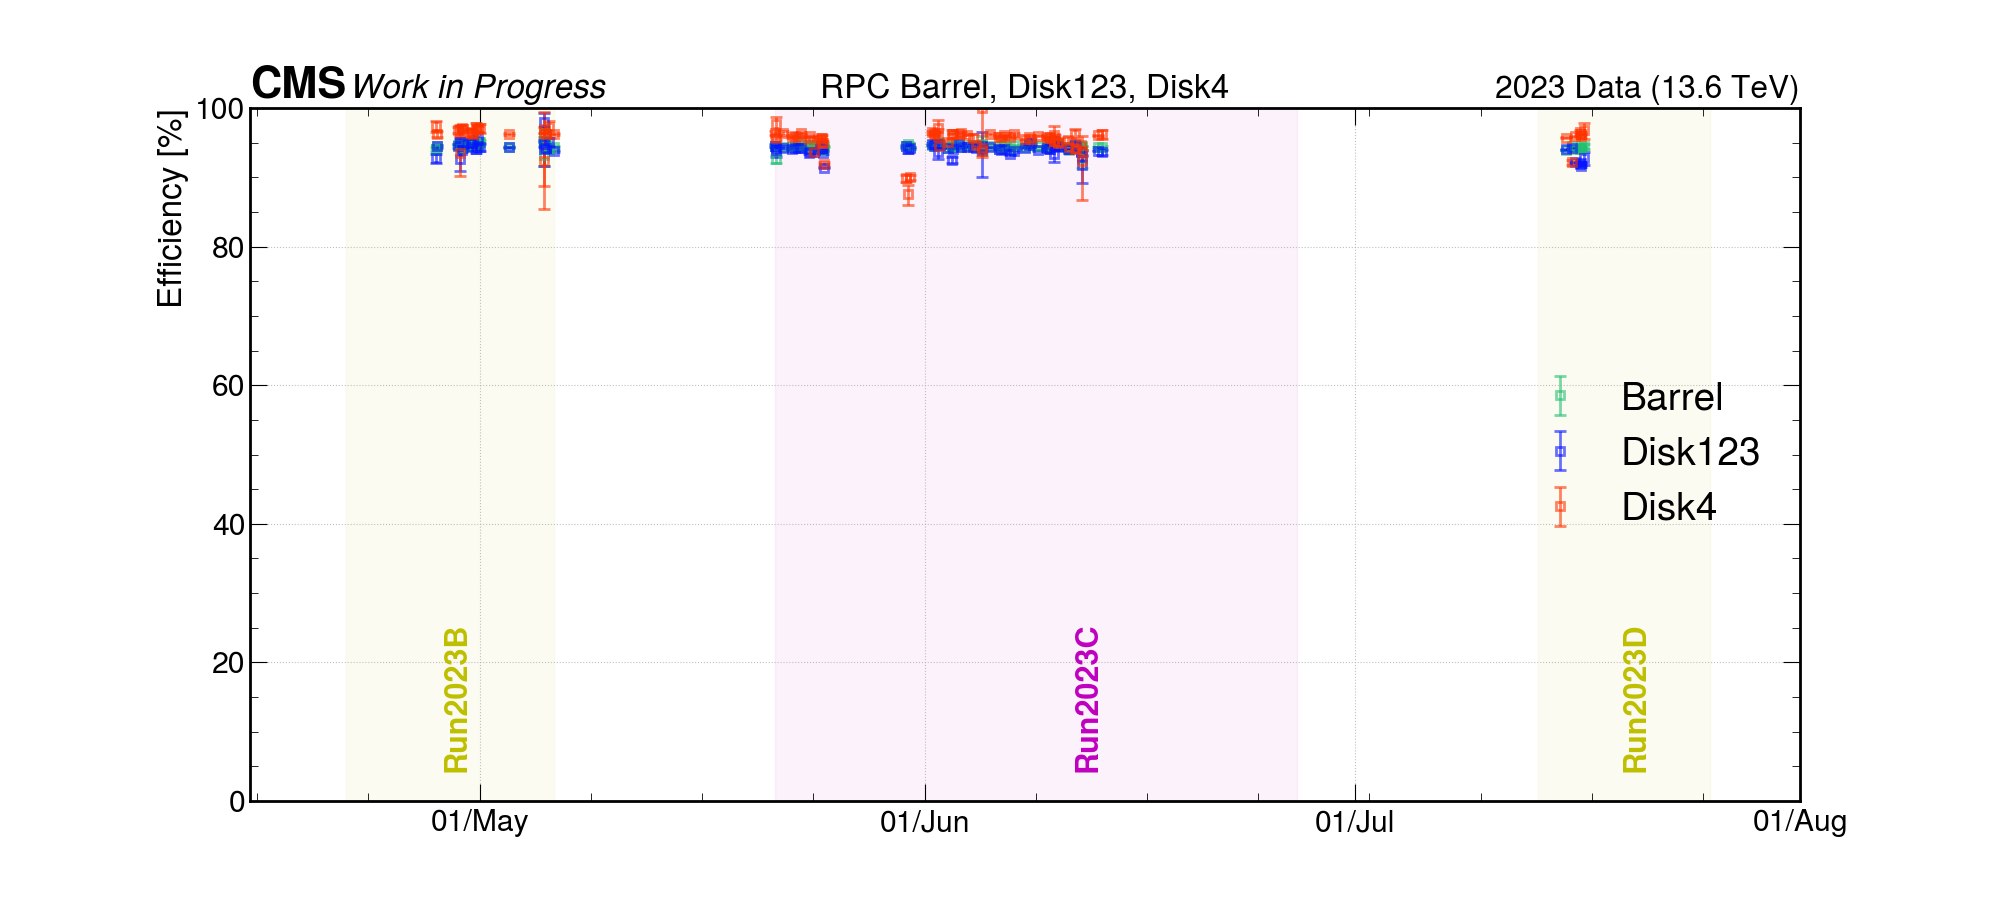 CMS Work in Progress RPC Barrel, Disk123, Disk4 2023 Data (13.6 TeV)
Efficiency [%]
100
80
60
40
20
0
Barrel
Disk123
Disk4
Run2023B
Run2023C
Run2023D
01/May 01/Jun 01/Jul 01/Aug